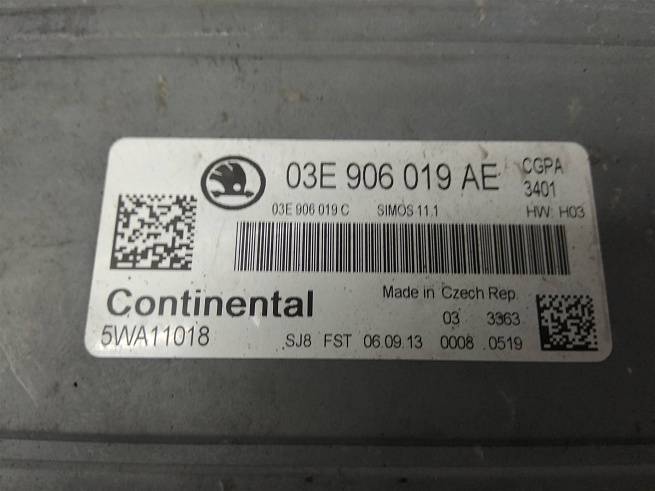 03E 906 019 AE CGPA
3401
03E 906 019 C SIMOS 11.1 HW: H03
Continental Made in Czech Rep.
03 3363
5WA11018 SJ8 FST 06.09.13 0008 0519